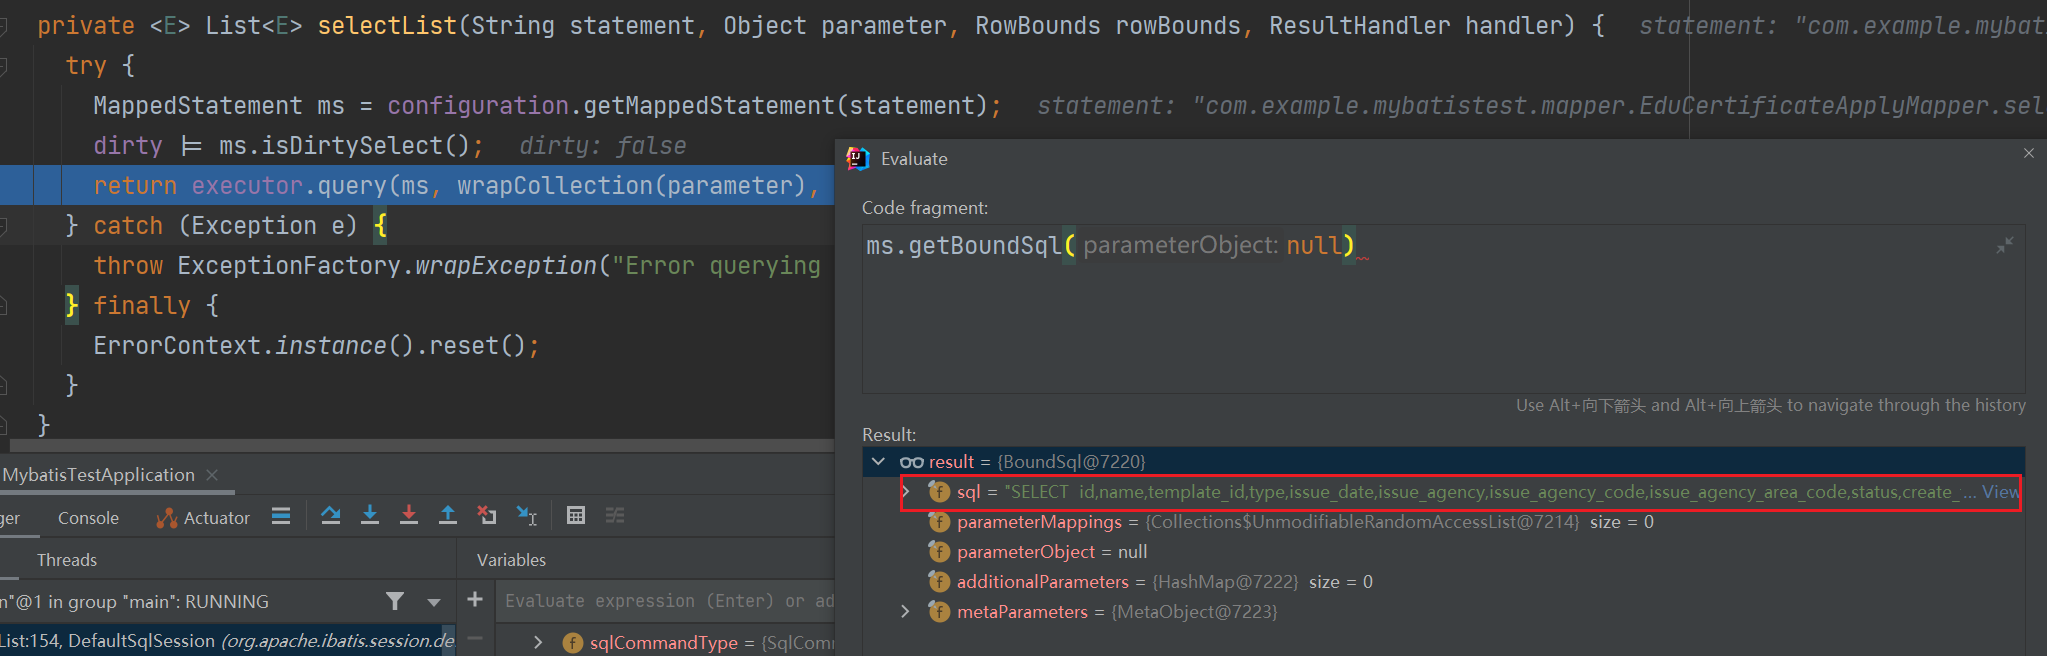 private <E> List<E> selectList(String statement, Object parameter, RowBounds rowBounds, ResultHandler handler) { statement: "com.example.mybati
try {
MappedStatement ms = configuration.getMappedStatement(statement); statement: "com.example.mybatistest.mapper.EduCertificateApplyMapper.sel
dirty |= ms.isDirtySelect(); dirty: false
return executor.query(ms, wrapCollection(parameter),
} catch (Exception e) {
throw ExceptionFactory.wrapException("Error querying
} finally {
ErrorContext.instance().reset();
}
}
Evaluate
Code fragment:
ms.getBoundSql( parameterObject: null)
Use Alt+向下箭头 and Alt+向上箭头 to navigate through the history
Result:
result = {BoundSql@7220}
sql = "SELECT id,name,template_id,type,issue_date,issue_agency,issue_agency_code,issue_agency_area_code,status,create_ ... View
parameterMappings = {Collections$UnmodifiableRandomAccessList@7214} size = 0
parameterObject = null
additionalParameters = {HashMap@7222} size = 0
metaParameters = {MetaObject@7223}
MybatisTestApplication
ger Console Actuator
Threads
Variables
n"@1 in group "main": RUNNING
Evaluate expression (Enter) or ad
List:154, DefaultSqlSession (org.apache.ibatis.session.de
sqlCommandType = {SqlComm